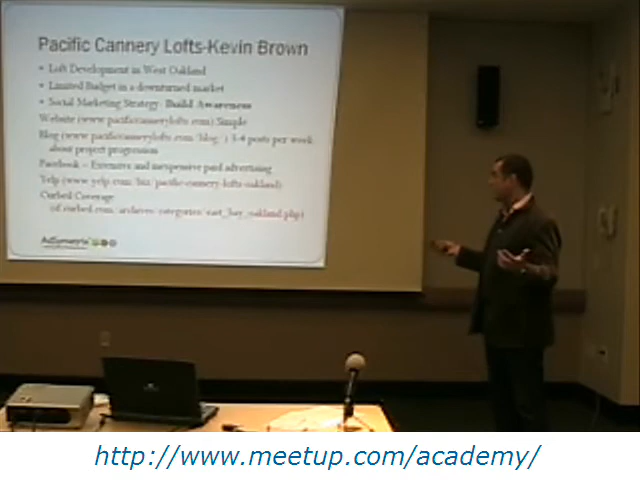 Pacific Cannery Lofts-Kevin Brown
• Loft Development in West Oakland
• Limited Budget in a downturned market
• Social Marketing Strategy: Build Awareness
Website (www.pacificcannerylofts.com) Simple
Blog (www.pacificcannerylofts.com/blog/ ) 3-4 posts per week
about project progression
Facebook – Extensive and inexpensive paid advertising
Yelp (www.yelp.com/biz/pacific-cannery-lofts-oakland)
Curbed Coverage
(sf.curbed.com/archives/categories/east_bay_oakland.php)
http://www.meetup.com/academy/